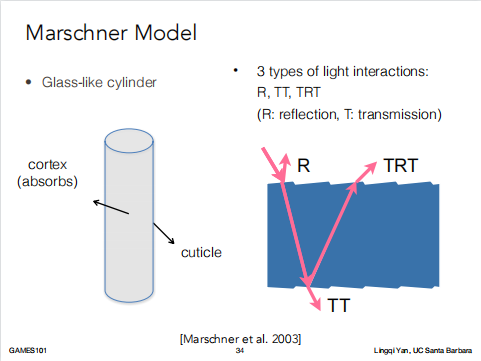 Marschner Model
• Glass-like cylinder
• 3 types of light interactions:
R, TT, TRT
(R: reflection, T: transmission)
cortex
(absorbs)
cuticle
R
TRT
TT
[Marschner et al. 2003]
GAMES101
34
Lingqi Yan, UC Santa Barbara